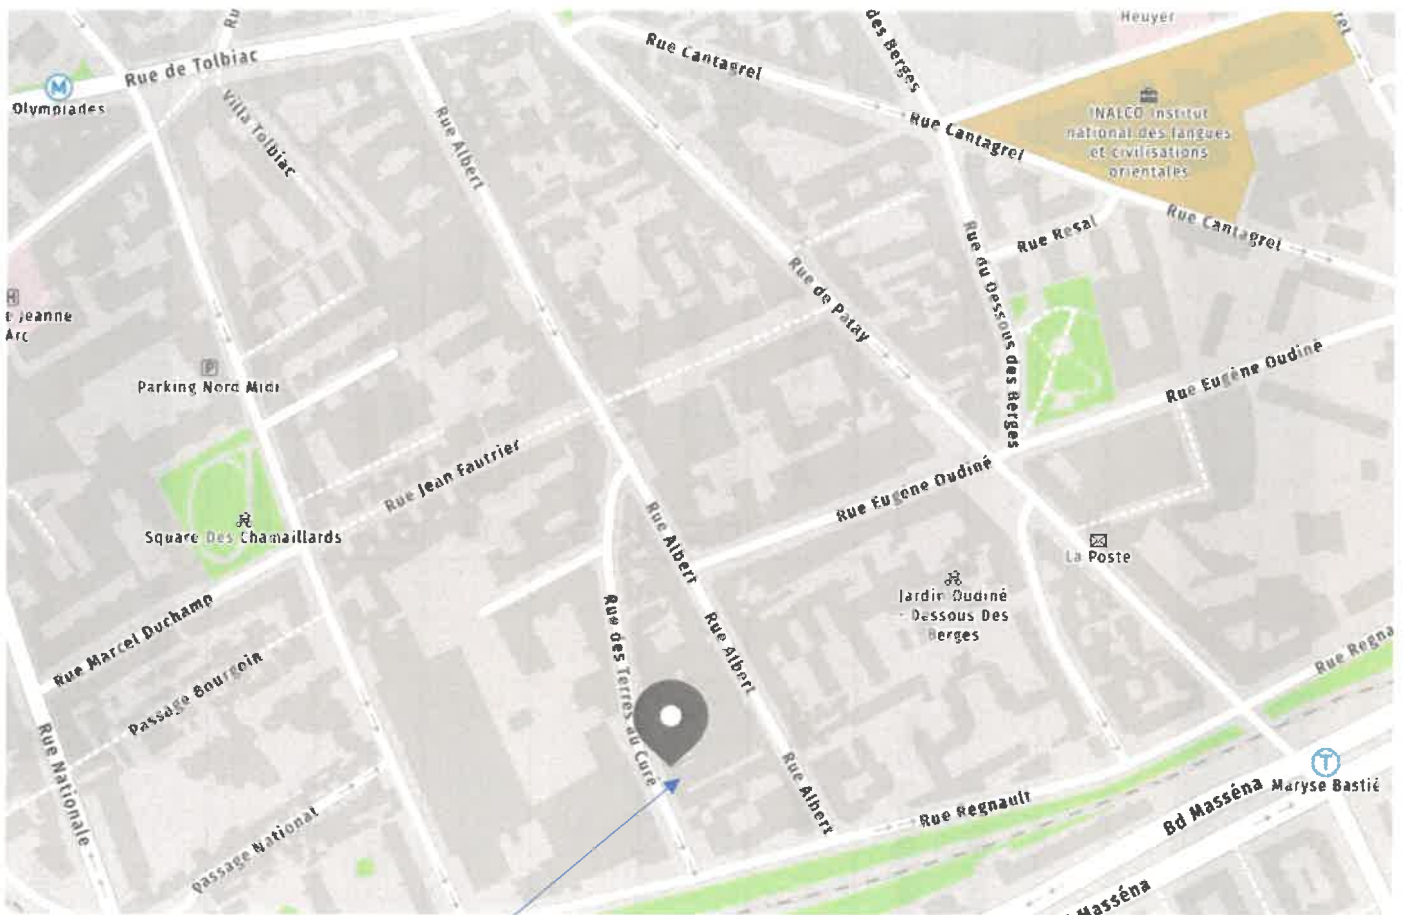 Heuyer
des Berges
Rue Cantagrel
Ru
Rue de Tolbiac
M
Olympiades
Villa Tolbiac
Rue Albert
Rue Cantagrel
INALCO Institut
national des langues
et civilisations
orientales
Rue Cantagrel
Rue Resal
Rue du Dessous des Berges
Rue de Patay
H
e Jeanne
Arc
P
Parking Nord Midi
Rue Eugène Oudiné
Rue Jean Fautrier
Rue Eugène Oudiné
Square Des Chamaillards
Rue Albert
La Poste
Jardin Oudiné
- Dessous Des
Berges
Rue Marcel Duchamp
Rue des Terres au Curé
Rue Albert
Passage Bourgoin
Rue Regna
Rue Nationale
Rue Albert
T
Maryse Bastié
Bd Masséna
Rue Regnault
Passage National
Masséna